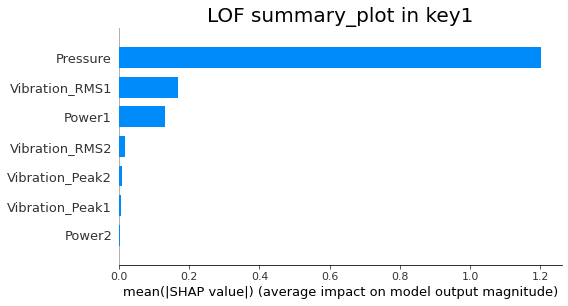 LOF summary_plot in key1
Pressure
Vibration_RMS1
Power1
Vibration_RMS2
Vibration_Peak2
Vibration_Peak1
Power2
0.0 0.2 0.4 0.6 0.8 1.0 1.2
mean(|SHAP value|) (average impact on model output magnitude)